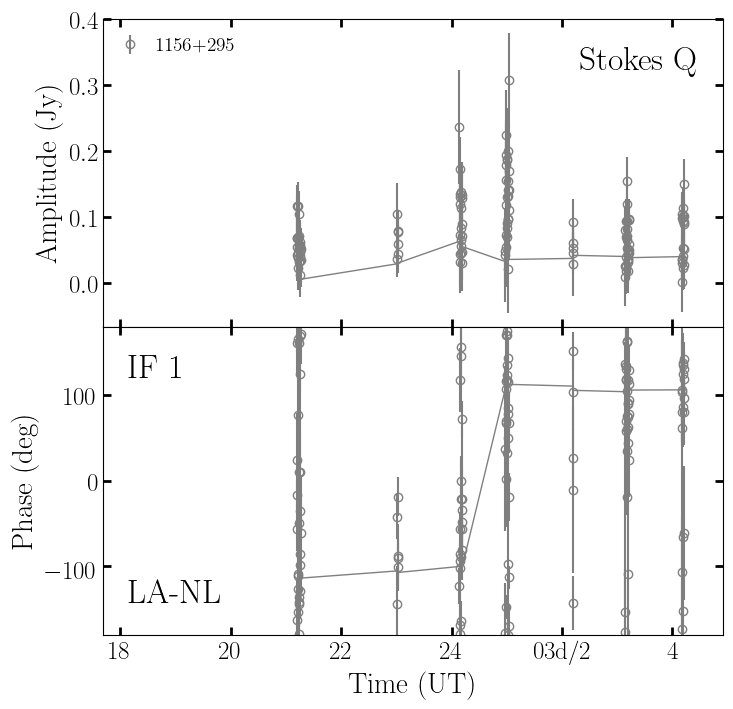 1156+295
Stokes Q
0.4
0.3
0.2
0.1
0.0
Amplitude (Jy)
IF 1
100
0
−100
Phase (deg)
LA-NL
18 20 22 24 03d/2 4
Time (UT)